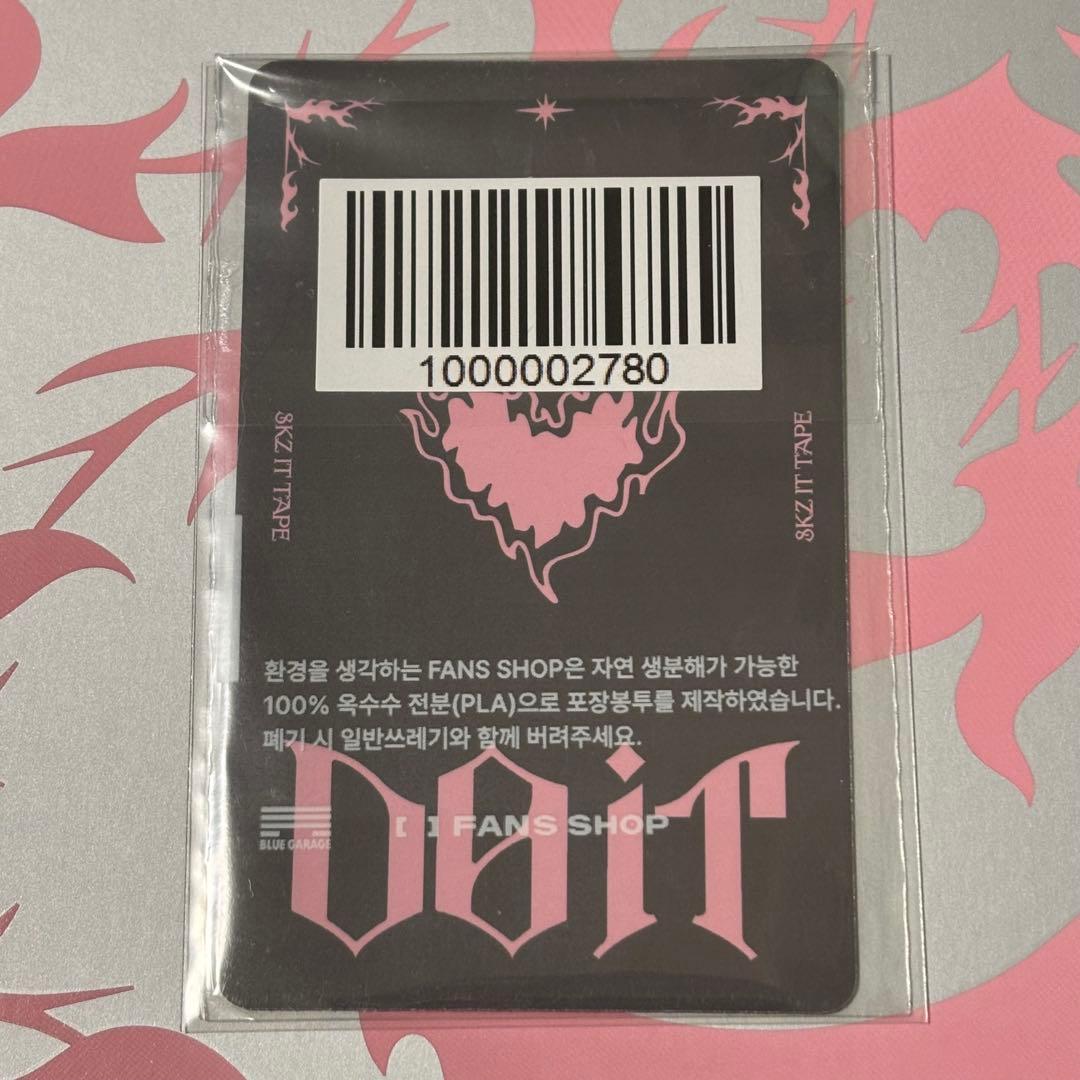 1000002780
SKZ IT TAPE
SKZ IT TAPE
환경을 생각하는 FANS SHOP은 자연 생분해가 가능한
100% 옥수수 전분(PLA)으로 포장봉투를 제작하였습니다.
폐기 시 일반쓰레기와 함께 버려주세요.
BLUE GARAGE
[ ] FANS SHOP
DO iT